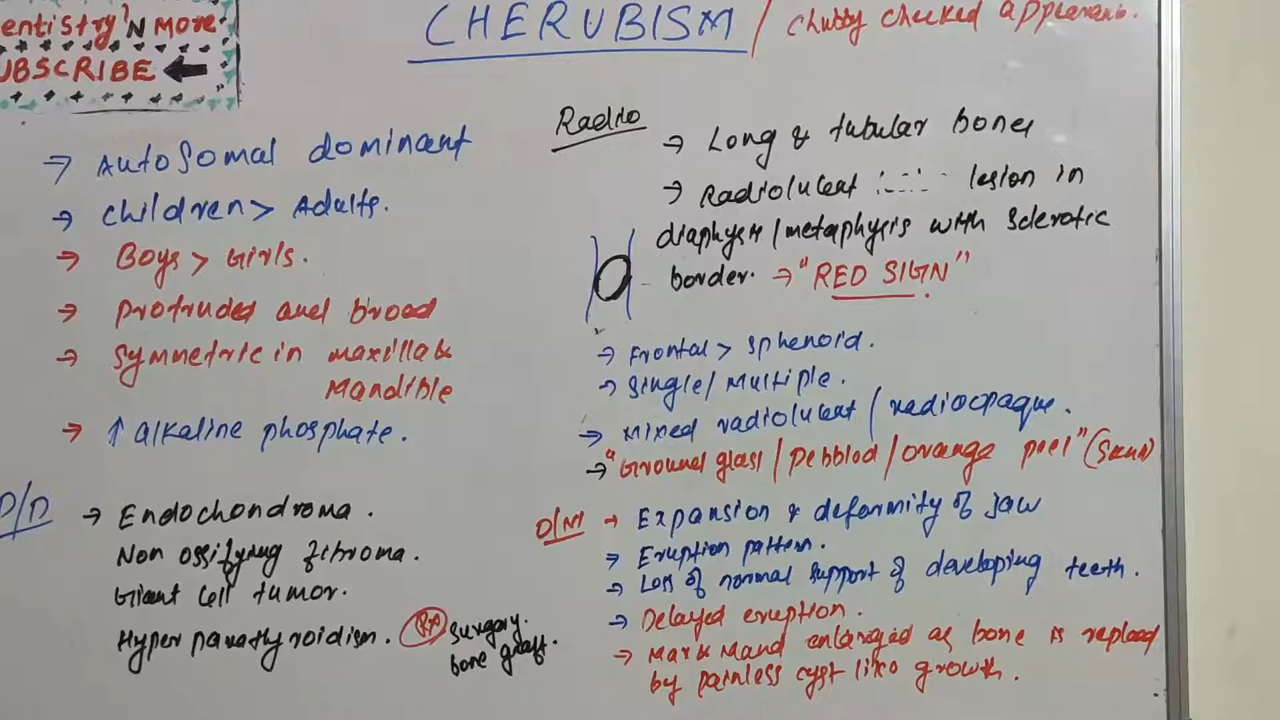 entistry'N more
UBSCRIBE
CHERUBISM / Chubby cheeked appearanc.
→ Autosomal dominant
→ Children > Adults.
→ Boys > Girls.
→ Protruded and broad
→ Symmetric in maxilla &
Mandible
→ ↑ alkaline phosphate.
D/D → Endochondroma.
Non ossifying fibroma.
Giant cell tumor.
Hyper parathyroidism.
Rx surgery.
bone graft.
Radio → Long & tubular bones
→ Radiolucent lesion in
diaphysis/metaphysis with sclerotic
border. → "RED SIGN"
→ Frontal > sphenoid.
→ Single/Multiple.
→ Mixed radiolucent / radioopaque.
→ "Ground glass / pebbled / orange peel" (Skull)
O/M → Expansion & deformity of jaw
→ Eruption pattern.
→ Loss of normal support of developing teeth.
→ Delayed eruption.
→ Max & Mand enlarged as bone is replaced
by painless cyst like growth.